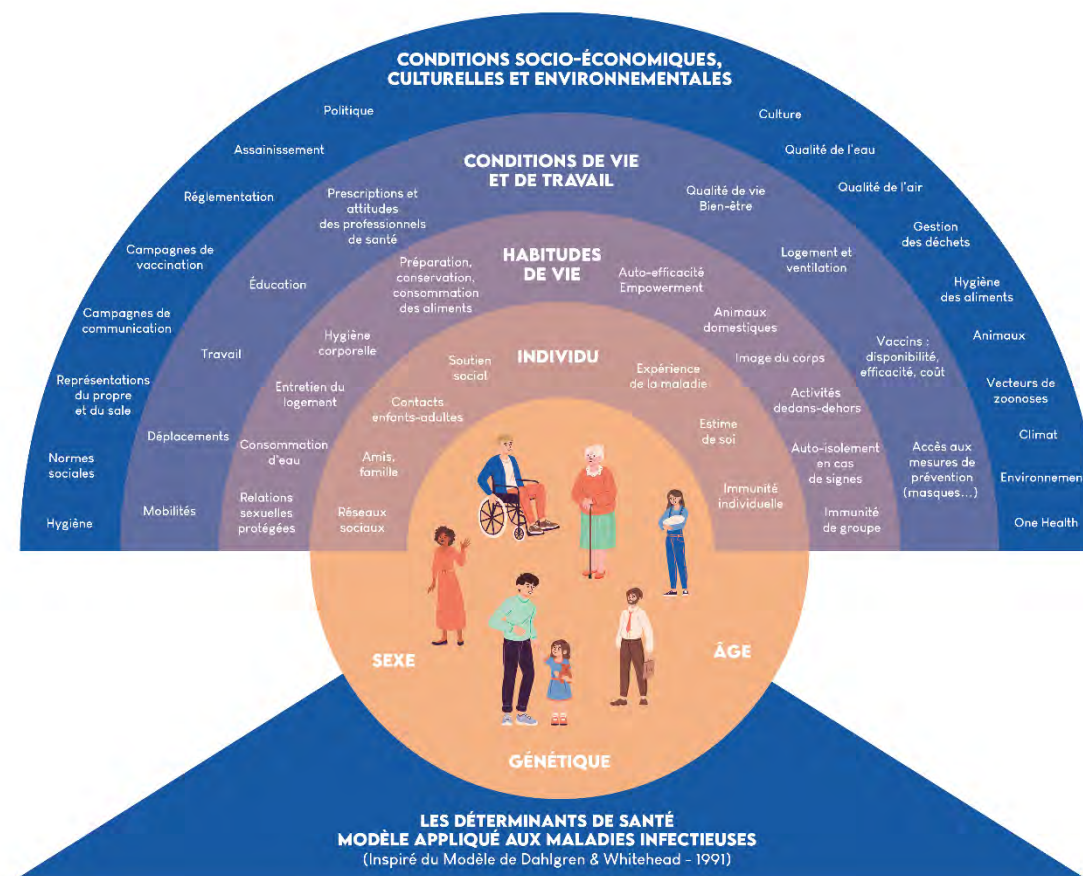 CONDITIONS SOCIO-ÉCONOMIQUES,
CULTURELLES ET ENVIRONNEMENTALES
Politique
Assainissement
Réglementation
Campagnes de
vaccination
Campagnes de
communication
Représentations
du propre
et du sale
Normes
sociales
Hygiène
Culture
Qualité de l'eau
Qualité de l'air
Gestion
des déchets
Hygiène
des aliments
Animaux
Vecteurs de
zoonoses
Climat
Environnemen
One Health
CONDITIONS DE VIE
ET DE TRAVAIL
Prescriptions et
attitudes
des professionnels
de santé
Éducation
Travail
Déplacements
Mobilités
Qualité de vie
Bien-être
Logement et
ventilation
Vaccins :
disponibilité,
efficacité, coût
Accès aux
mesures de
prévention
(masques...)
HABITUDES
DE VIE
Préparation,
conservation,
consommation
des aliments
Hygiène
corporelle
Entretien du
logement
Consommation
d'eau
Relations
sexuelles
protégées
Auto-efficacité
Empowerment
Animaux
domestiques
Image du corps
Activités
dedans-dehors
Auto-isolement
en cas
de signes
Immunité
de groupe
INDIVIDU
Soutien
social
Contacts
enfants-adultes
Amis,
famille
Réseaux
sociaux
Expérience
de la maladie
Estime
de soi
Immunité
individuelle
SEXE
ÂGE
GÉNÉTIQUE
LES DÉTERMINANTS DE SANTÉ
MODÈLE APPLIQUÉ AUX MALADIES INFECTIEUSES
(Inspiré du Modèle de Dahlgren & Whitehead - 1991)